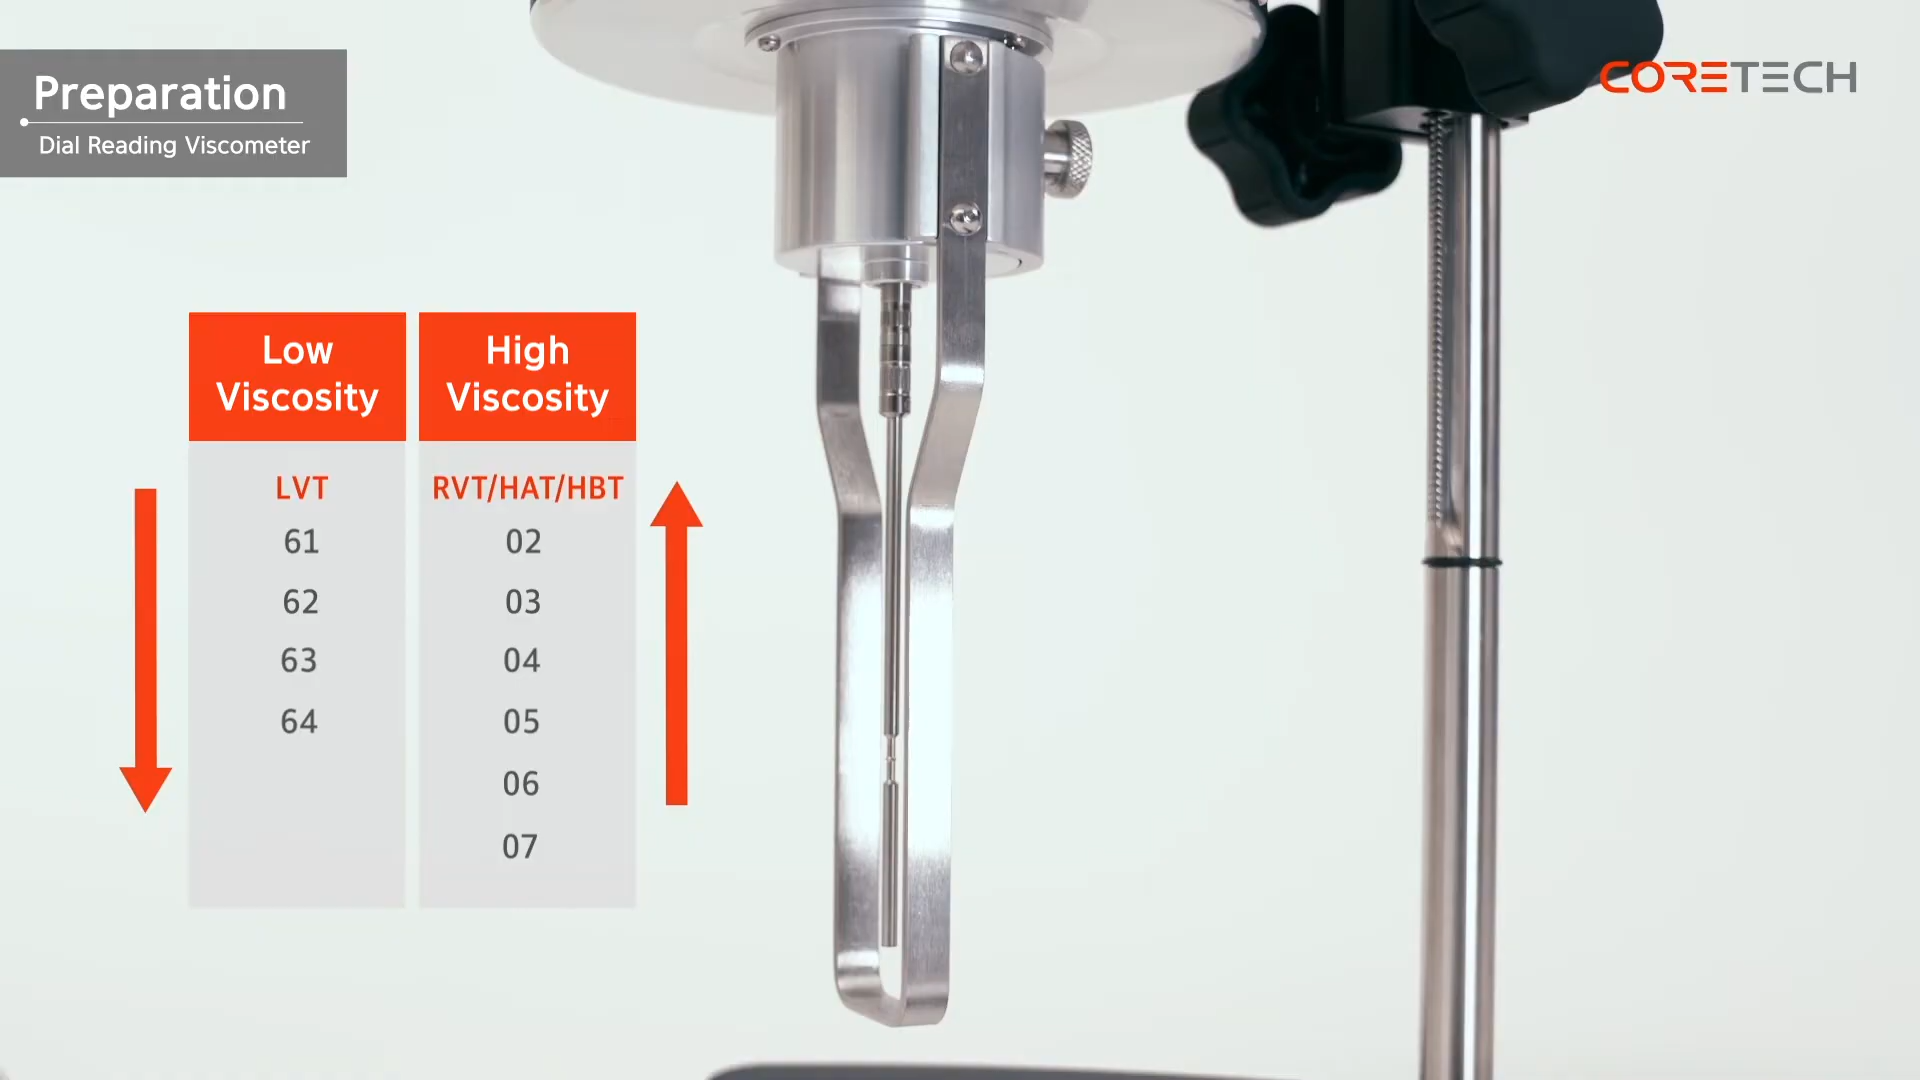 Preparation
Dial Reading Viscometer
CORETECH
Low
Viscosity
High
Viscosity
LVT
RVT/HAT/HBT
61
02
62
03
63
04
64
05
06
07